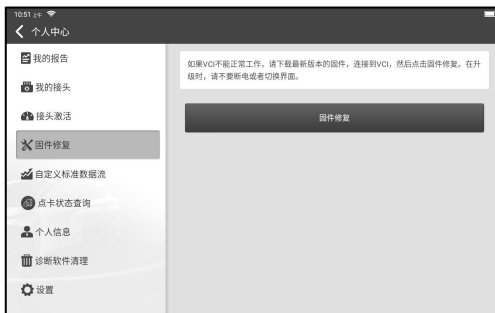 10:51 上午
个人中心
我的报告
我的接头
接头激活
固件修复
自定义标准数据流
点卡状态查询
个人信息
诊断软件清理
设置
如果VCI不能正常工作，请下载最新版本的固件，连接到VCI，然后点击固件修复。在升
级时，请不要断电或者切换界面。
固件修复